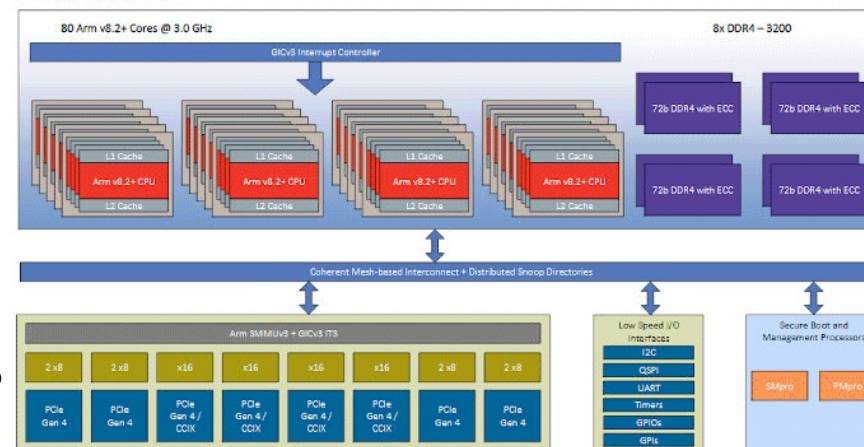 80 Arm v8.2+ Cores @ 3.0 GHz
8x DDR4 – 3200
GICv3 Interrupt Controller
72b DDR4 with ECC
72b DDR4 with ECC
L1 Cache
Arm v8.2+ CPU
L2 Cache
L1 Cache
Arm v8.2+ CPU
L2 Cache
L1 Cache
Arm v8.2+ CPU
L2 Cache
L1 Cache
Arm v8.2+ CPU
L2 Cache
72b DDR4 with ECC
72b DDR4 with ECC
Coherent Mesh-based Interconnect + Distributed Snoop Directories
Arm SMMUv3 + GICv3 ITS
2 x8
2 x8
x16
x16
x16
x16
2 x8
2 x8
PCIe
Gen 4
PCIe
Gen 4
PCIe
Gen 4 /
CCIX
PCIe
Gen 4 /
CCIX
PCIe
Gen 4 /
CCIX
PCIe
Gen 4 /
CCIX
PCIe
Gen 4
PCIe
Gen 4
Low Speed I/O
Interfaces
I2C
QSPI
UART
Timers
GPIOs
GPIs
Secure Boot and
Management Processors
SMpro
PMpro